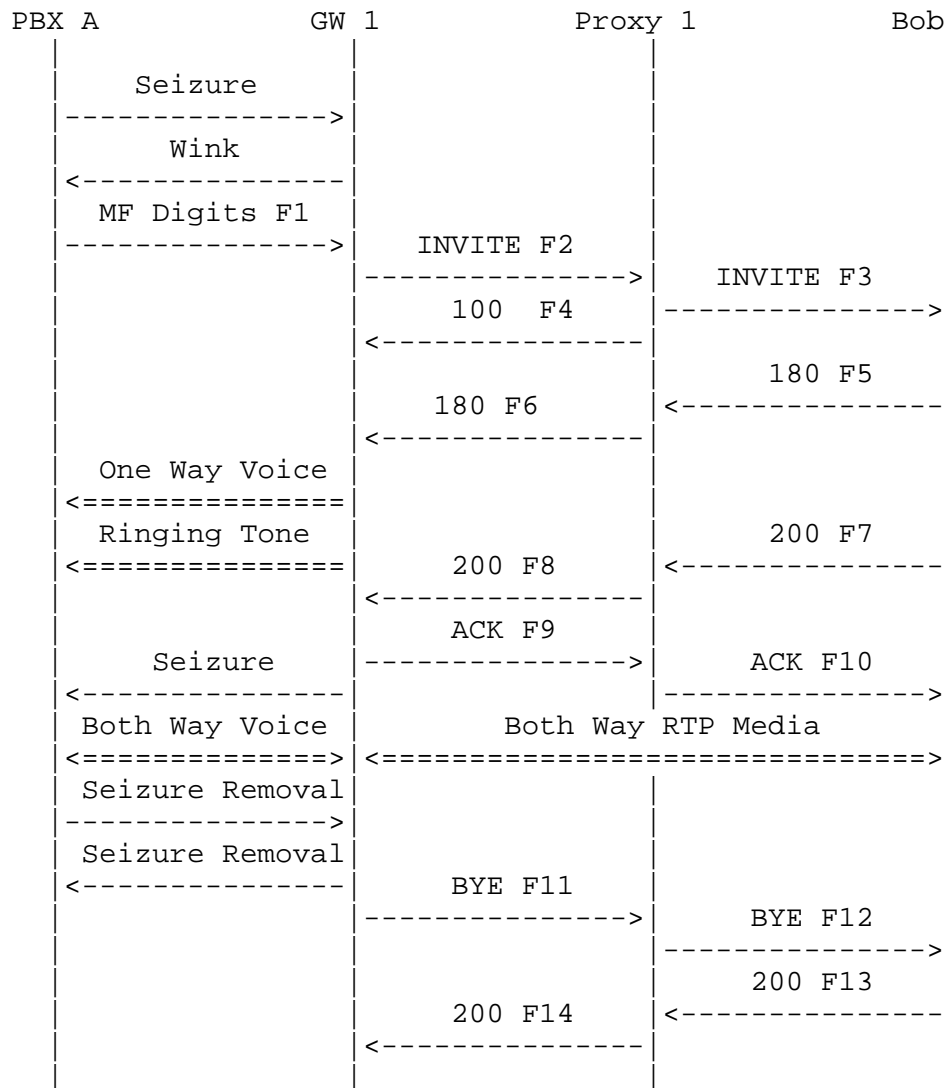 PBX A GW 1 Proxy 1 Bob
Seizure
Wink
MF Digits F1
INVITE F2
INVITE F3
100 F4
180 F5
180 F6
One Way Voice
Ringing Tone 200 F7
200 F8
ACK F9
Seizure ACK F10
Both Way Voice Both Way RTP Media
Seizure Removal
Seizure Removal
BYE F11
BYE F12
200 F13
200 F14